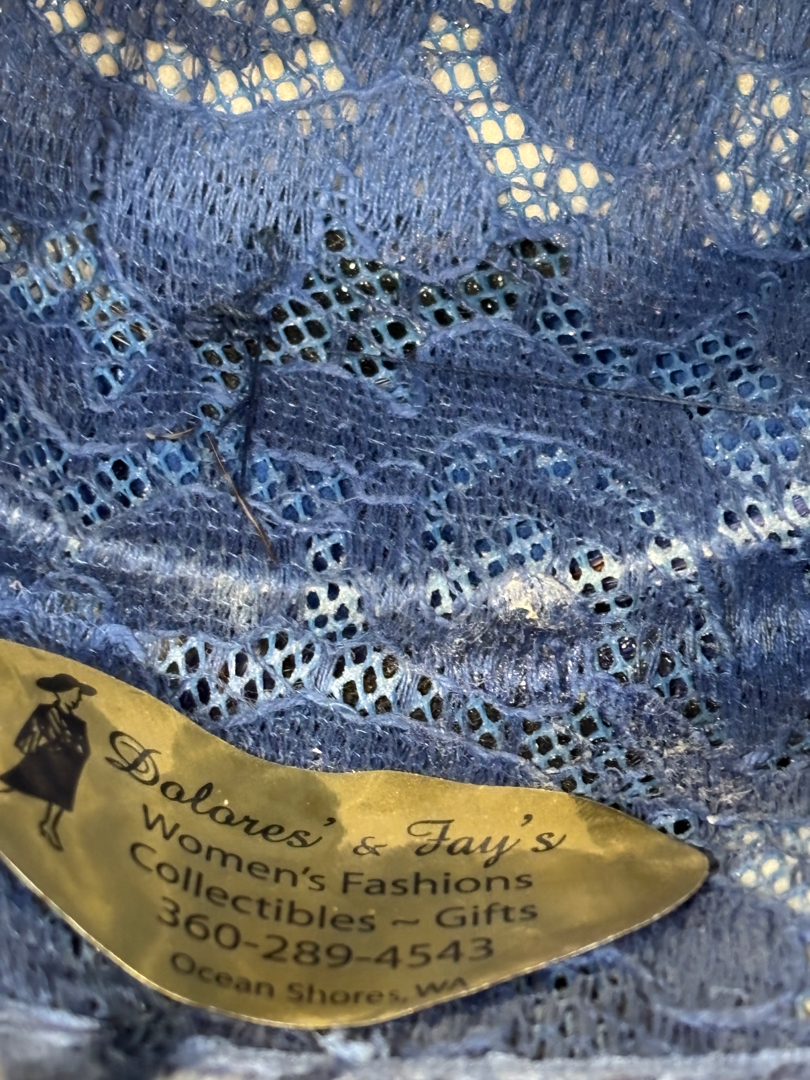 Dolores' & Fay's
Women's Fashions
Collectibles ~ Gifts
360-289-4543
Ocean Shores, WA